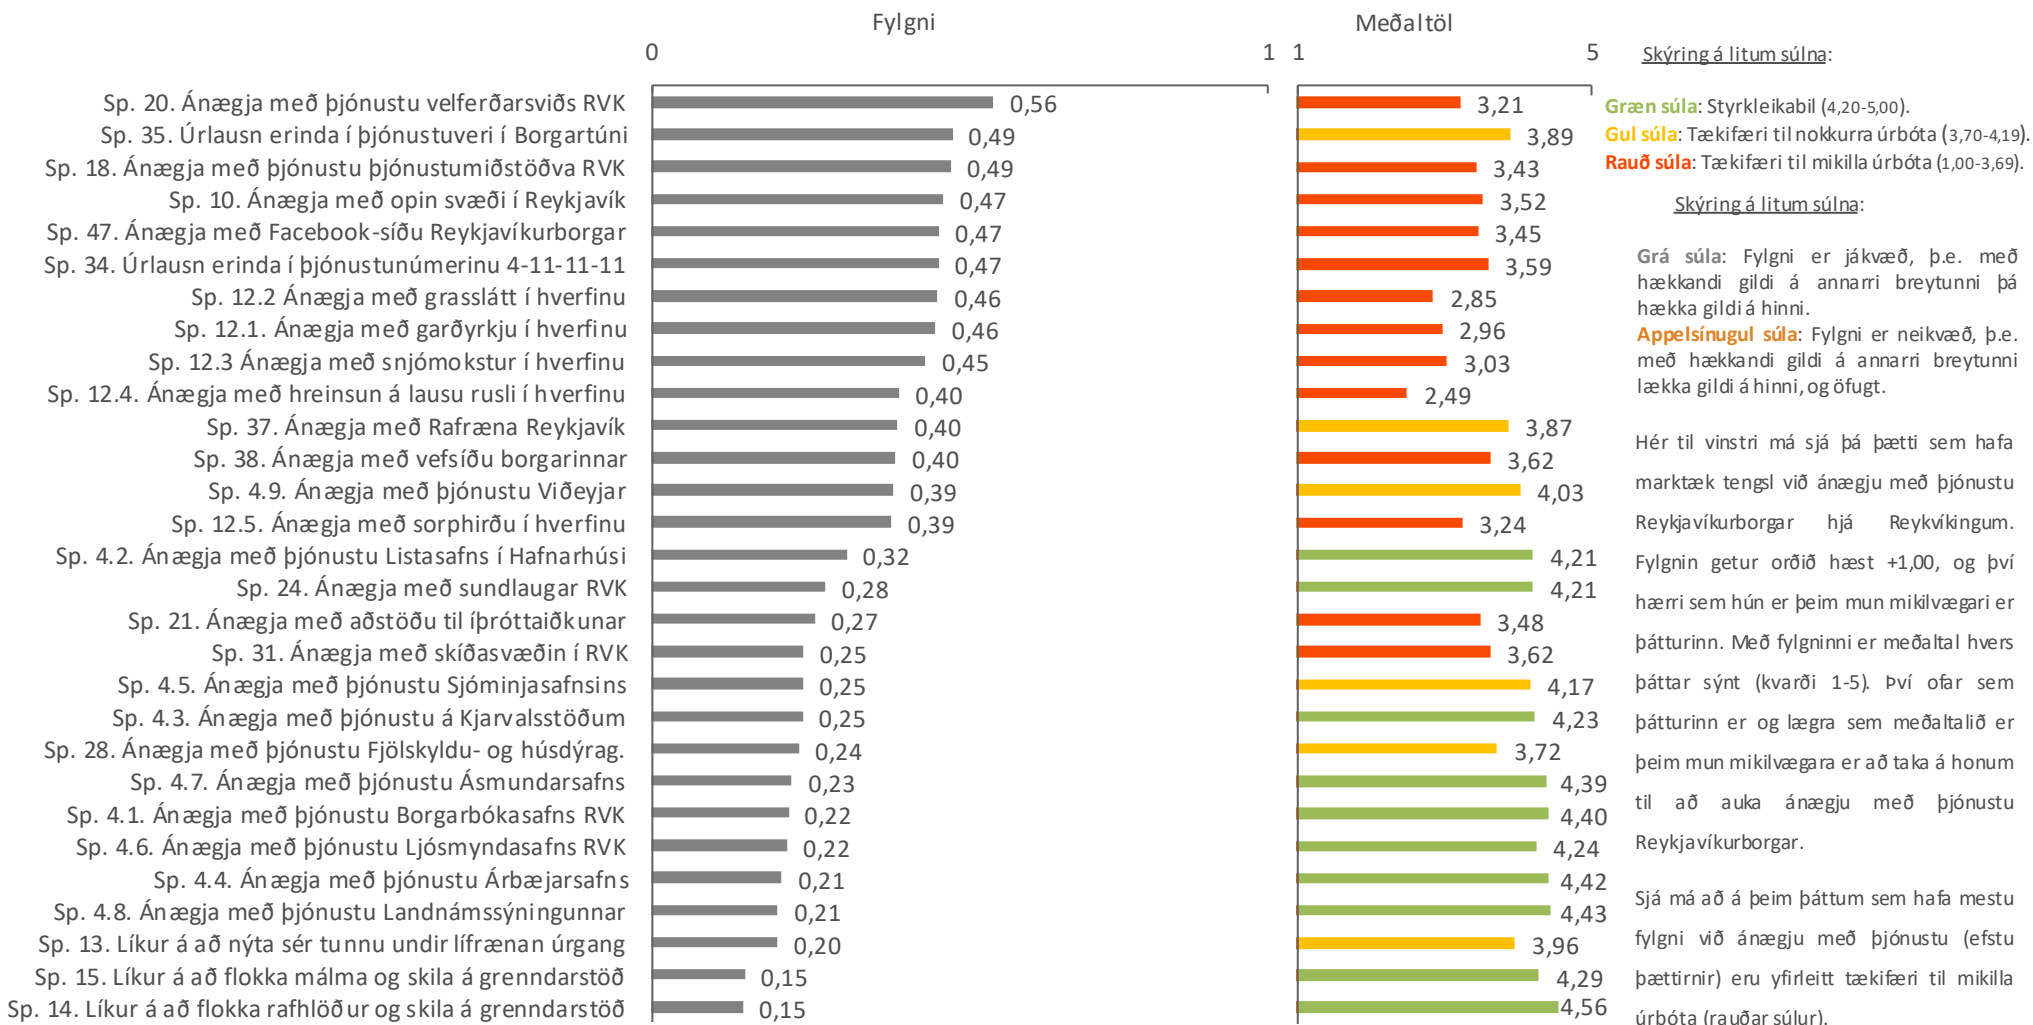 Fylgni
Meðaltöl
0 1 1 5
Sp. 20. Ánægja með þjónustu velferðarsviðs RVK 0,56 3,21
Sp. 35. Úrlausn erinda í þjónustuveri í Borgartúni 0,49 3,89
Sp. 18. Ánægja með þjónustu þjónustumiðstöðva RVK 0,49 3,43
Sp. 10. Ánægja með opin svæði í Reykjavík 0,47 3,52
Sp. 47. Ánægja með Facebook-síðu Reykjavíkurborgar 0,47 3,45
Sp. 34. Úrlausn erinda í þjónustunúmerinu 4-11-11-11 0,47 3,59
Sp. 12.2 Ánægja með grasslátt í hverfinu 0,46 2,85
Sp. 12.1. Ánægja með garðyrkju í hverfinu 0,46 2,96
Sp. 12.3 Ánægja með snjómokstur í hverfinu 0,45 3,03
Sp. 12.4. Ánægja með hreinsun á lausu rusli í hverfinu 0,40 2,49
Sp. 37. Ánægja með Rafræna Reykjavík 0,40 3,87
Sp. 38. Ánægja með vefsíðu borgarinnar 0,40 3,62
Sp. 4.9. Ánægja með þjónustu Viðeyjar 0,39 4,03
Sp. 12.5. Ánægja með sorphirðu í hverfinu 0,39 3,24
Sp. 4.2. Ánægja með þjónustu Listasafns í Hafnarhúsi 0,32 4,21
Sp. 24. Ánægja með sundlaugar RVK 0,28 4,21
Sp. 21. Ánægja með aðstöðu til íþróttaiðkunar 0,27 3,48
Sp. 31. Ánægja með skíðasvæðin í RVK 0,25 3,62
Sp. 4.5. Ánægja með þjónustu Sjóminjasafnsins 0,25 4,17
Sp. 4.3. Ánægja með þjónustu á Kjarvalsstöðum 0,25 4,23
Sp. 28. Ánægja með þjónustu Fjölskyldu- og húsdýrag. 0,24 3,72
Sp. 4.7. Ánægja með þjónustu Ásmundarsafns 0,23 4,39
Sp. 4.1. Ánægja með þjónustu Borgarbókasafns RVK 0,22 4,40
Sp. 4.6. Ánægja með þjónustu Ljósmyndasafns RVK 0,22 4,24
Sp. 4.4. Ánægja með þjónustu Árbæjarsafns 0,21 4,42
Sp. 4.8. Ánægja með þjónustu Landnámssýningunnar 0,21 4,43
Sp. 13. Líkur á að nýta sér tunnu undir lífrænan úrgang 0,20 3,96
Sp. 15. Líkur á að flokka málma og skila á grenndarstöð 0,15 4,29
Sp. 14. Líkur á að flokka rafhlöður og skila á grenndarstöð 0,15 4,56
Skýring á litum súlna:
Græn súla: Styrkleikabil (4,20-5,00).
Gul súla: Tækifæri til nokkurra úrbóta (3,70-4,19).
Rauð súla: Tækifæri til mikilla úrbóta (1,00-3,69).
Skýring á litum súlna:
Grá súla: Fylgni er jákvæð, þ.e. með
hækkandi gildi á annarri breytunni þá
hækka gildi á hinni.
Appelsínugul súla: Fylgni er neikvæð, þ.e.
með hækkandi gildi á annarri breytunni
lækka gildi á hinni, og öfugt.
Hér til vinstri má sjá þá þætti sem hafa
marktæk tengsl við ánægju með þjónustu
Reykjavíkurborgar hjá Reykvíkingum.
Fylgnin getur orðið hæst +1,00, og því
hærri sem hún er þeim mun mikilvægari er
þátturinn. Með fylgninni er meðaltal hvers
þáttar sýnt (kvarði 1-5). Því ofar sem
þátturinn er og lægra sem meðaltalið er
þeim mun mikilvægara er að taka á honum
til að auka ánægju með þjónustu
Reykjavíkurborgar.
Sjá má að á þeim þáttum sem hafa mestu
fylgni við ánægju með þjónustu (efstu
þættirnir) eru yfirleitt tækifæri til mikilla
úrbóta (rauðar súlur).